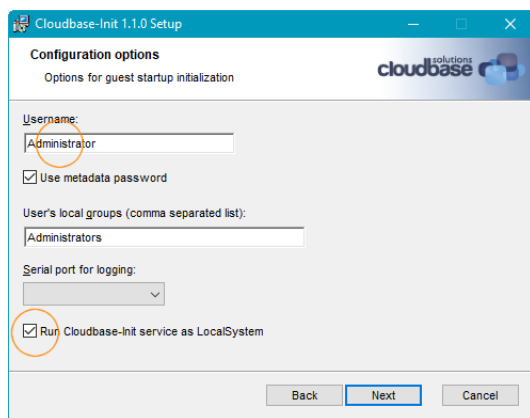 Cloudbase-Init 1.1.0 Setup
Configuration options
Options for guest startup initialization
cloudbase solutions
Username:
Administrator
Use metadata password
User's local groups (comma separated list):
Administrators
Serial port for logging:
Run Cloudbase-Init service as LocalSystem
Back
Next
Cancel